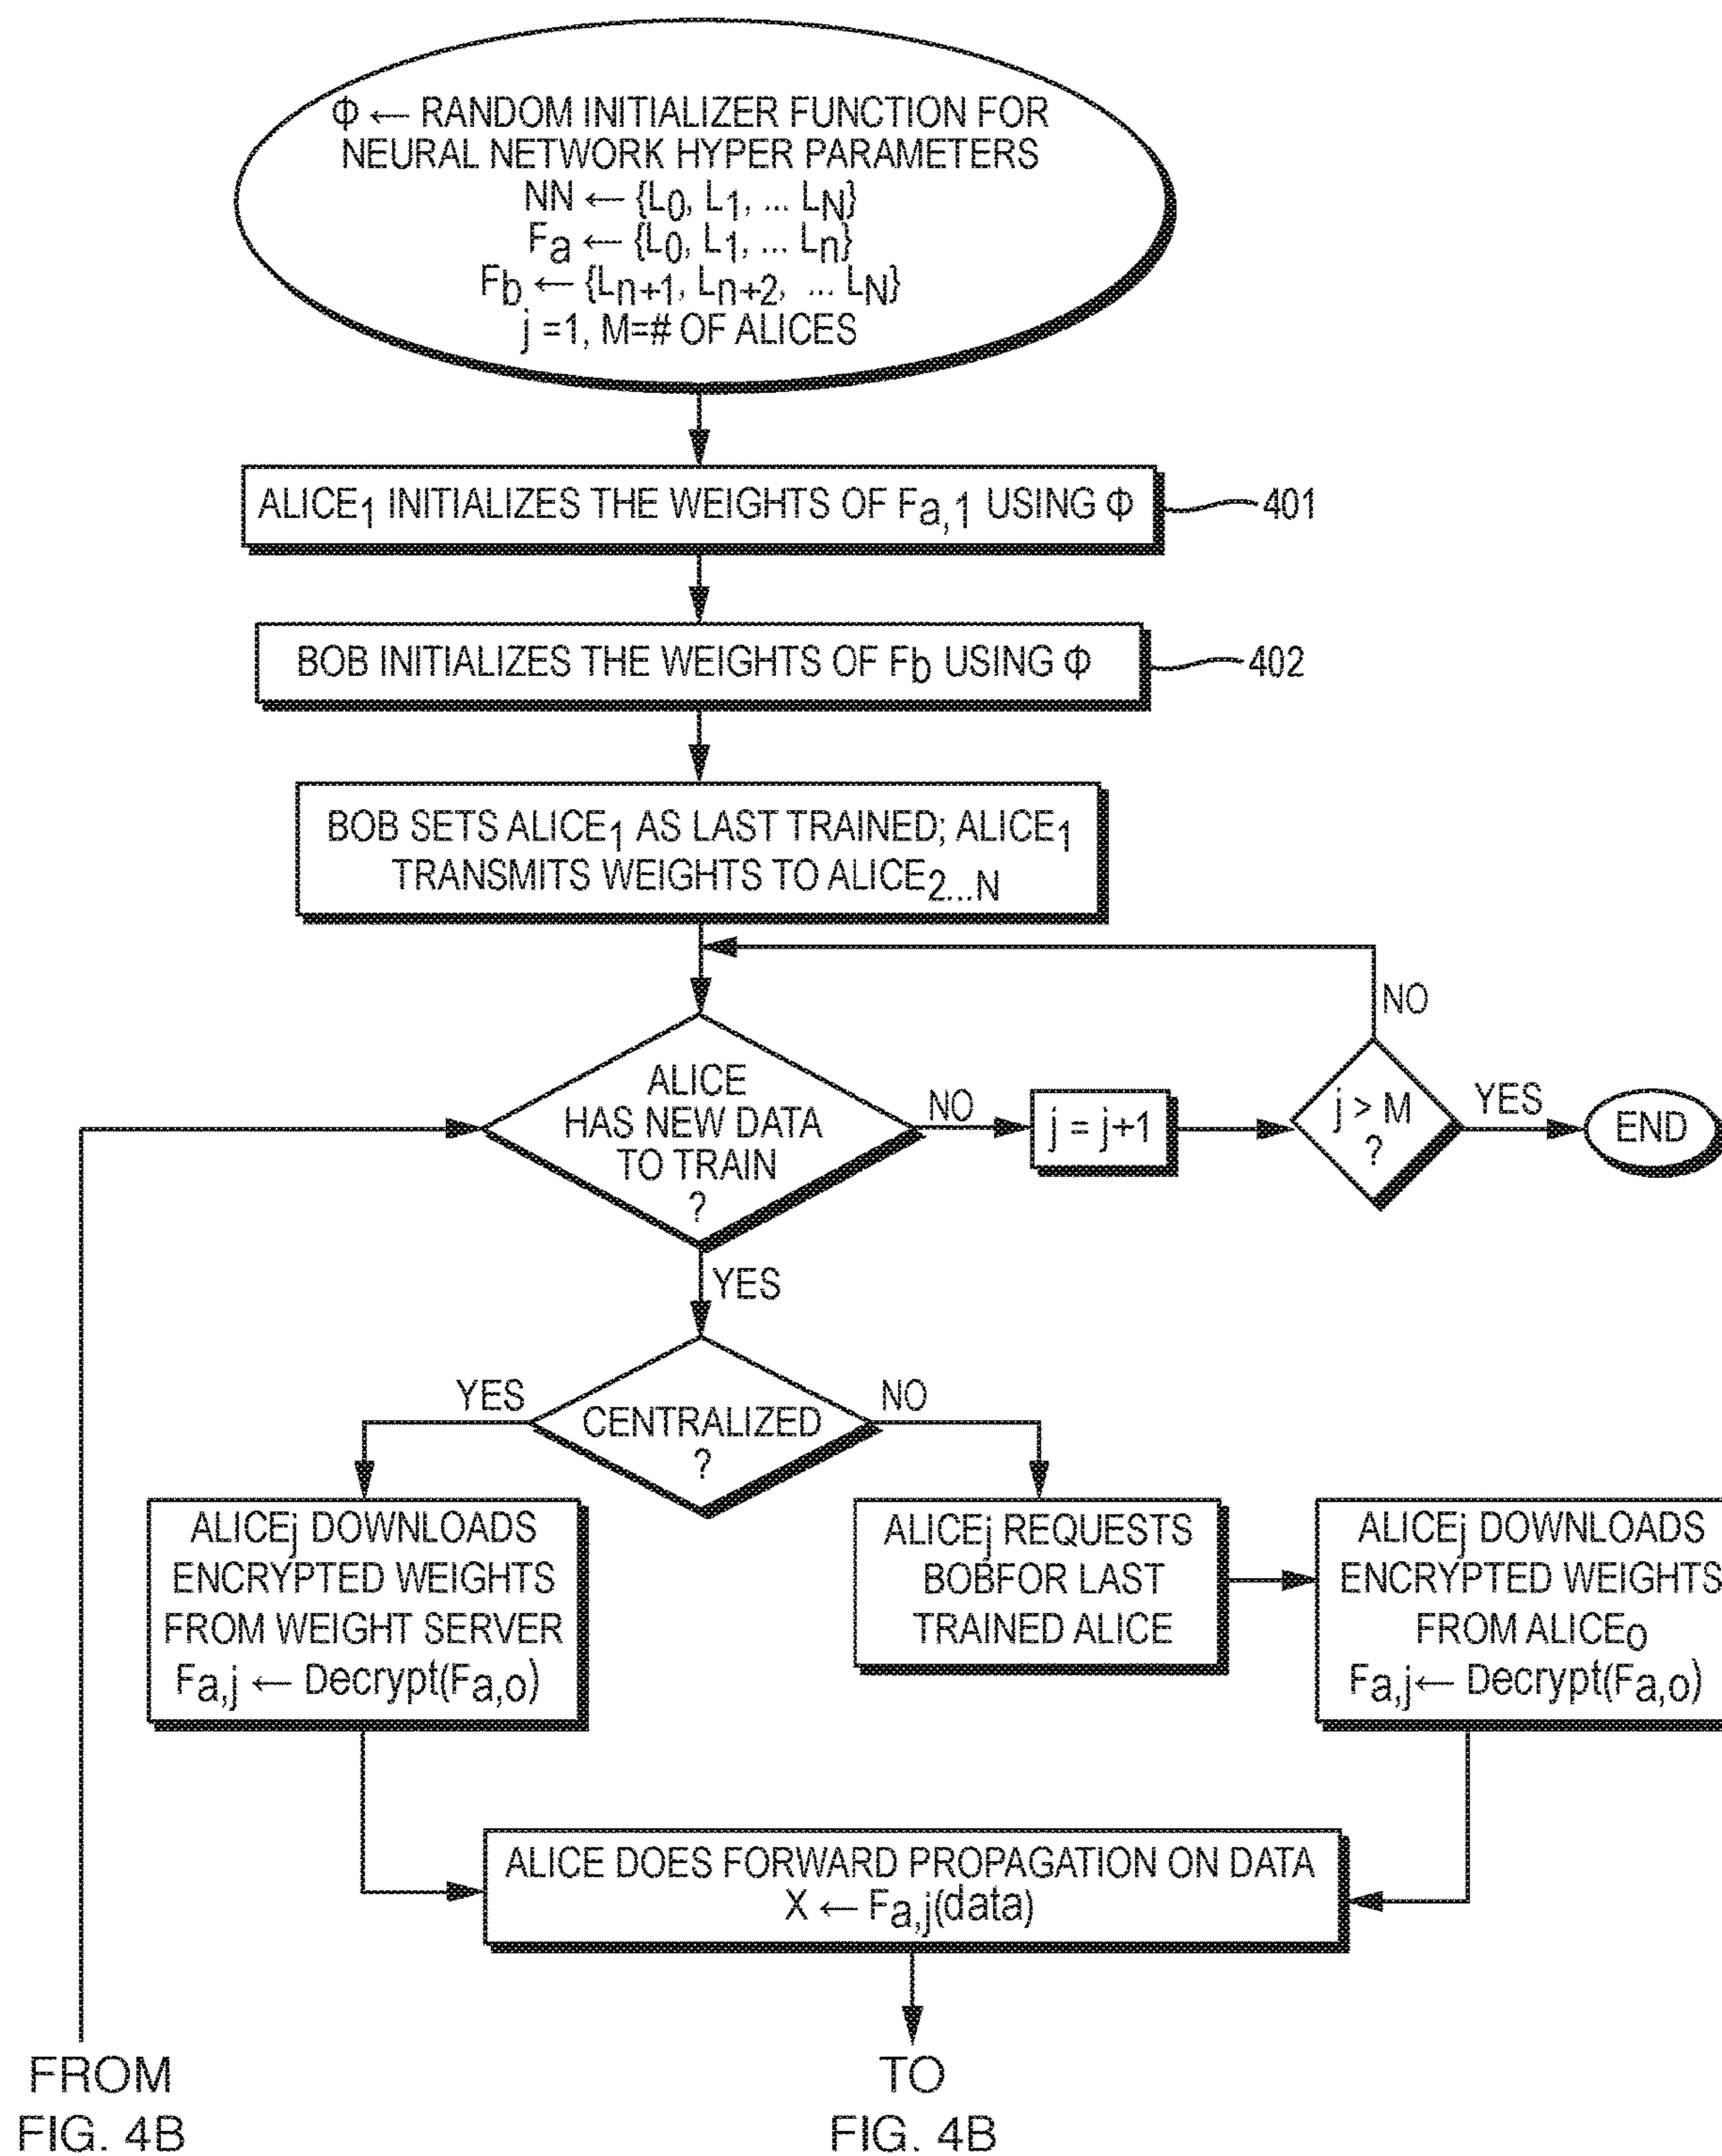 Φ ← RANDOM INITIALIZER FUNCTION FOR
NEURAL NETWORK HYPER PARAMETERS
NN ← {L0, L1, ... LN}
Fa ← {L0, L1, ... Ln}
Fb ← {Ln+1, Ln+2, ... LN}
j =1, M=# OF ALICES
ALICE1 INITIALIZES THE WEIGHTS OF Fa,1 USING Φ
401
BOB INITIALIZES THE WEIGHTS OF Fb USING Φ
402
BOB SETS ALICE1 AS LAST TRAINED; ALICE1
TRANSMITS WEIGHTS TO ALICE2...N
ALICE
HAS NEW DATA
TO TRAIN
?
NO
j = j+1
j > M
?
NO
YES
END
YES
CENTRALIZED
?
YES
NO
ALICEj DOWNLOADS
ENCRYPTED WEIGHTS
FROM WEIGHT SERVER
Fa,j ← Decrypt(Fa,o)
ALICEj REQUESTS
BOBFOR LAST
TRAINED ALICE
ALICEj DOWNLOADS
ENCRYPTED WEIGHTS
FROM ALICEo
Fa,j← Decrypt(Fa,o)
ALICE DOES FORWARD PROPAGATION ON DATA
X ← Fa,j(data)
FROM
FIG. 4B
TO
FIG. 4B